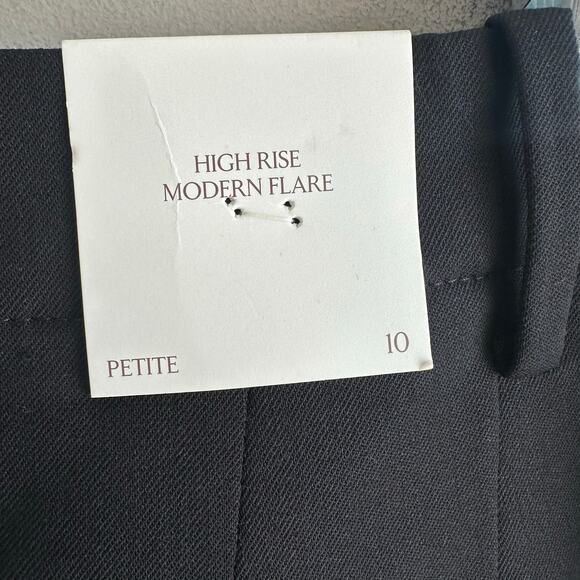 HIGH RISE
MODERN FLARE
PETITE
10